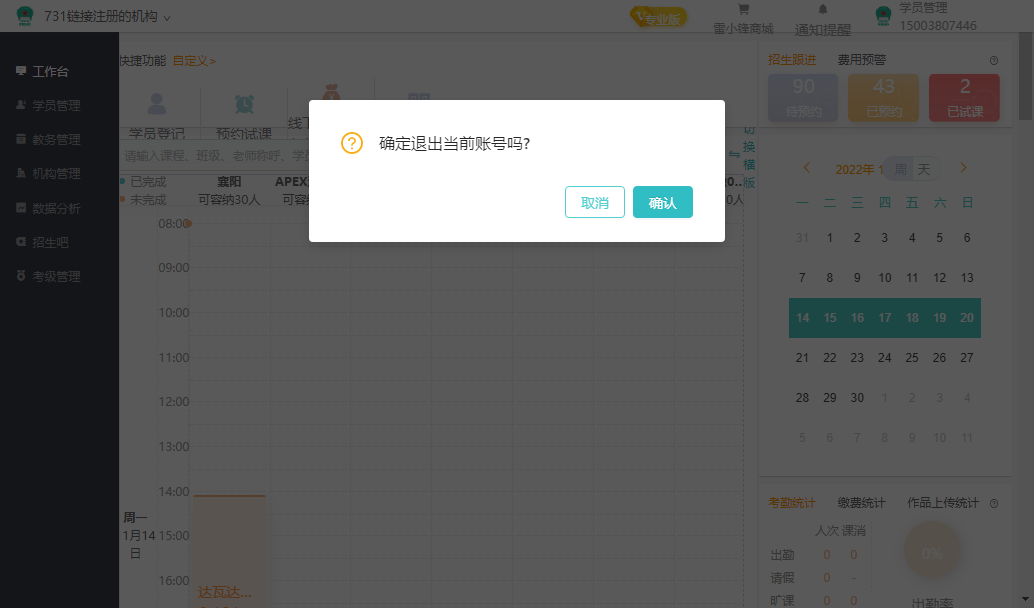 731链接注册的机构
专业版
雷小锋商城
通知提醒
学员管理
15003807446
工作台
学员管理
教务管理
机构管理
数据分析
招生吧
考级管理
快捷功能 自定义>
学员登记
预约试课
线下
请输入课程、班级、老师称呼、学员
切换横版
已完成
未完成
襄阳
可容纳30人
APEX
可容
0..
0人
确定退出当前账号吗?
取消
确认
08:00
09:00
10:00
11:00
12:00
13:00
14:00
15:00
16:00
周一
1月14
日
达瓦达...
招生跟进 费用预警
90
待预约
43
已预约
2
已试课
2022年 1
周 天
一 二 三 四 五 六 日
31 1 2 3 4 5 6
7 8 9 10 11 12 13
14 15 16 17 18 19 20
21 22 23 24 25 26 27
28 29 30 1 2 3 4
5 6 7 8 9 10 11
考勤统计 缴费统计 作品上传统计
人次 课消
出勤 0 0
请假 0 -
旷课 0 0
0%
出勤率